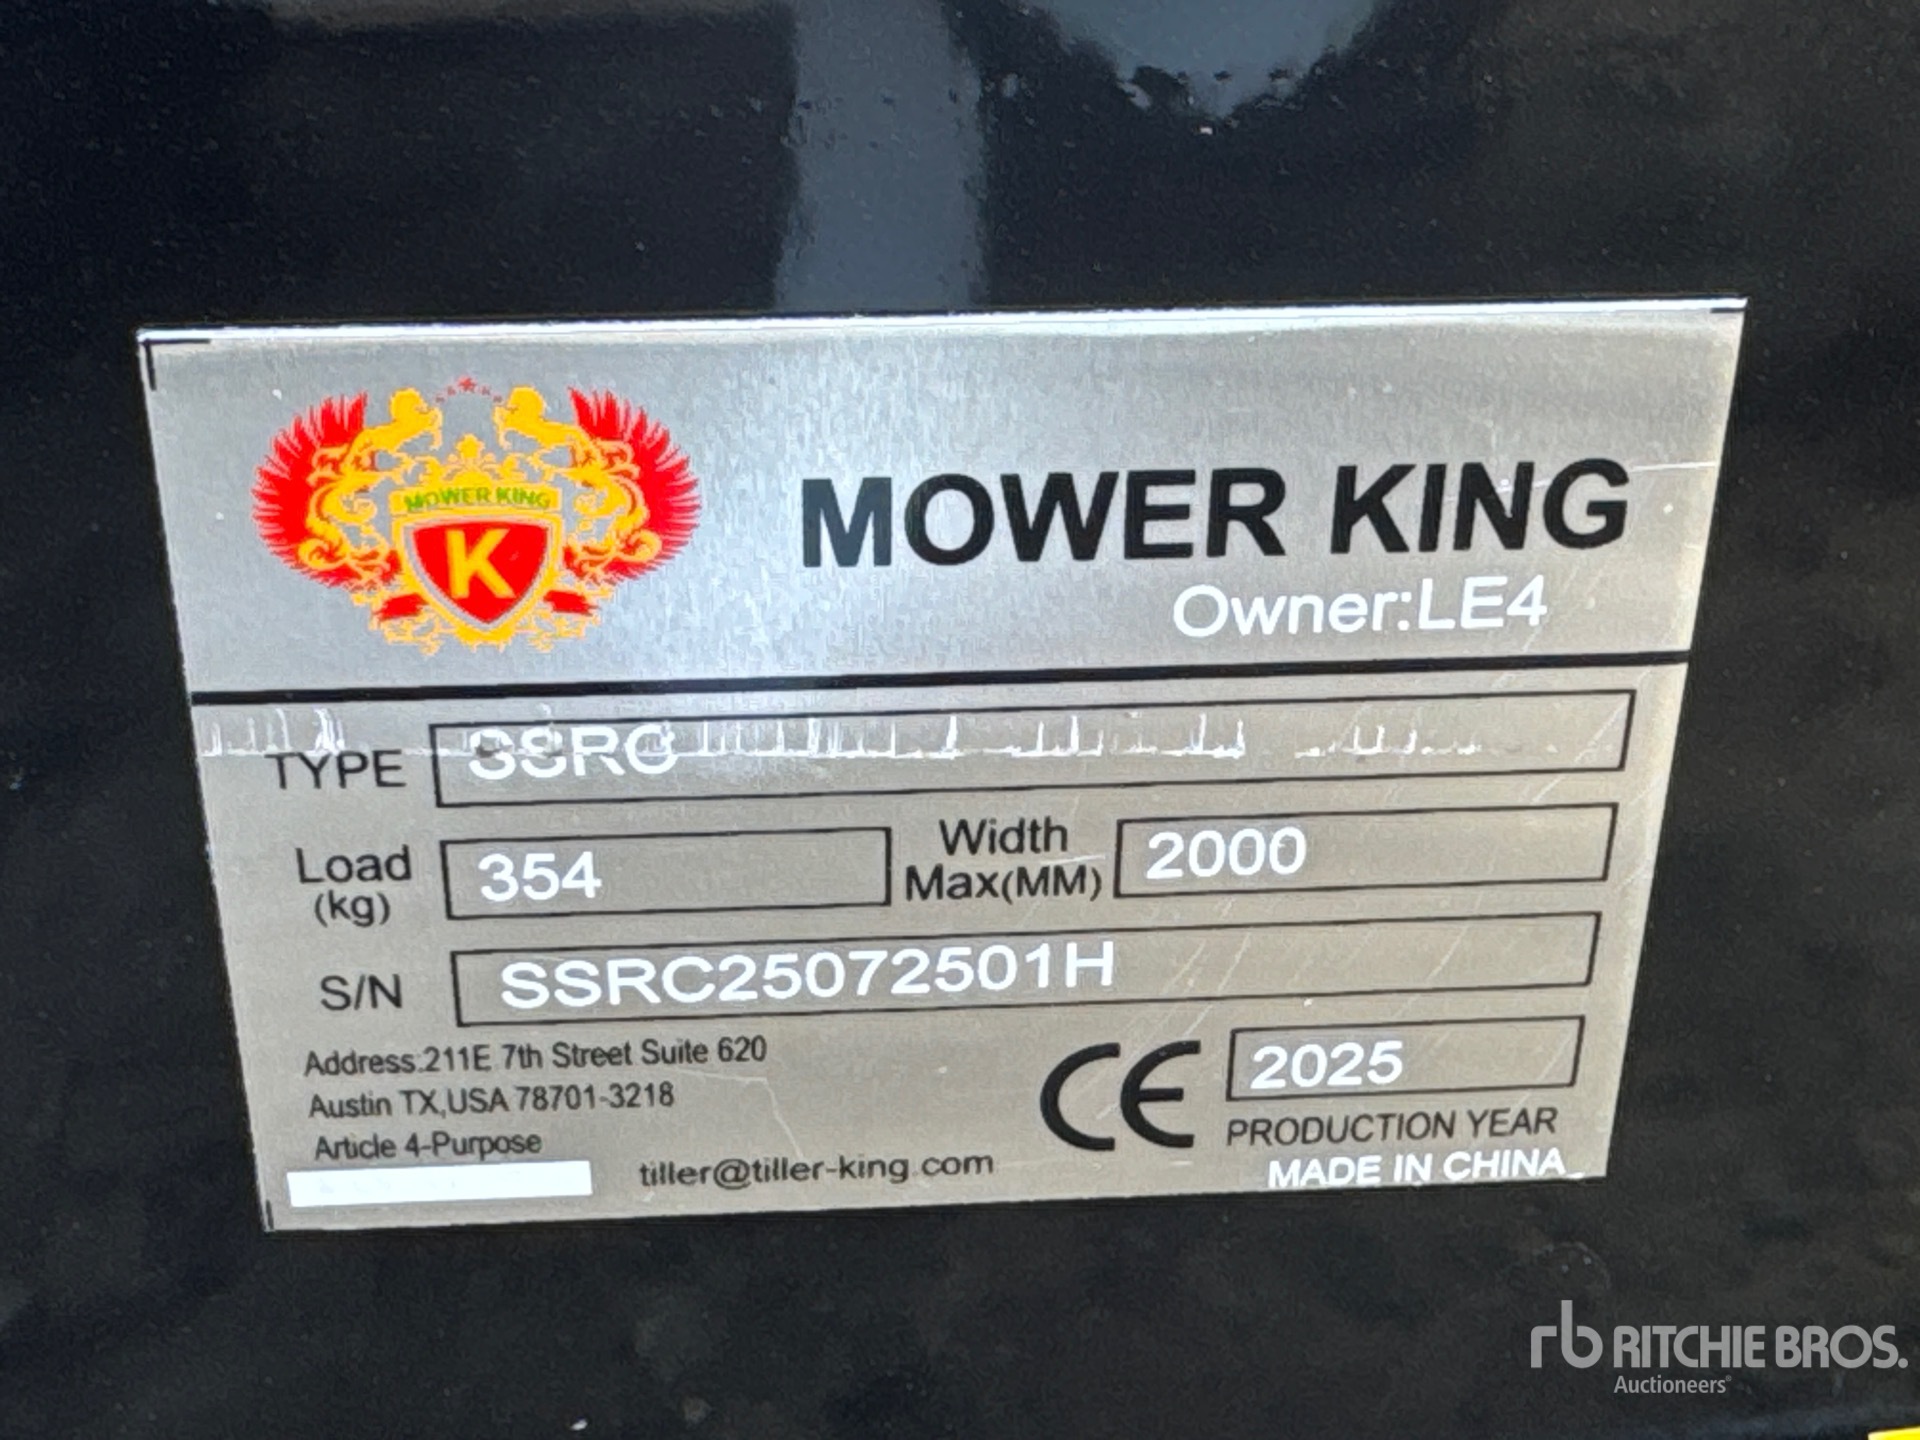 MOWER KING
K
MOWER KING
Owner:LE4
TYPE SSRC
Load (kg) 354 Width Max(MM) 2000
S/N SSRC25072501H
Address:211E 7th Street Suite 620
Austin TX,USA 78701-3218
Article 4-Purpose
tiller@tiller-king.com
CE
2025
PRODUCTION YEAR
MADE IN CHINA
rb RITCHIE BROS.
Auctioneers